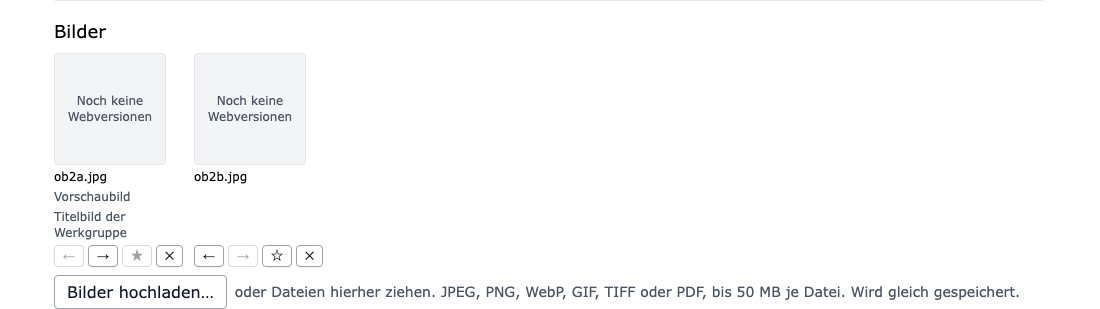 Bilder
Noch keine
Webversionen
Noch keine
Webversionen
ob2a.jpg
ob2b.jpg
Vorschaubild
Titelbild der
Werkgruppe
← → ★ × ← → ☆ ×
Bilder hochladen… oder Dateien hierher ziehen. JPEG, PNG, WebP, GIF, TIFF oder PDF, bis 50 MB je Datei. Wird gleich gespeichert.